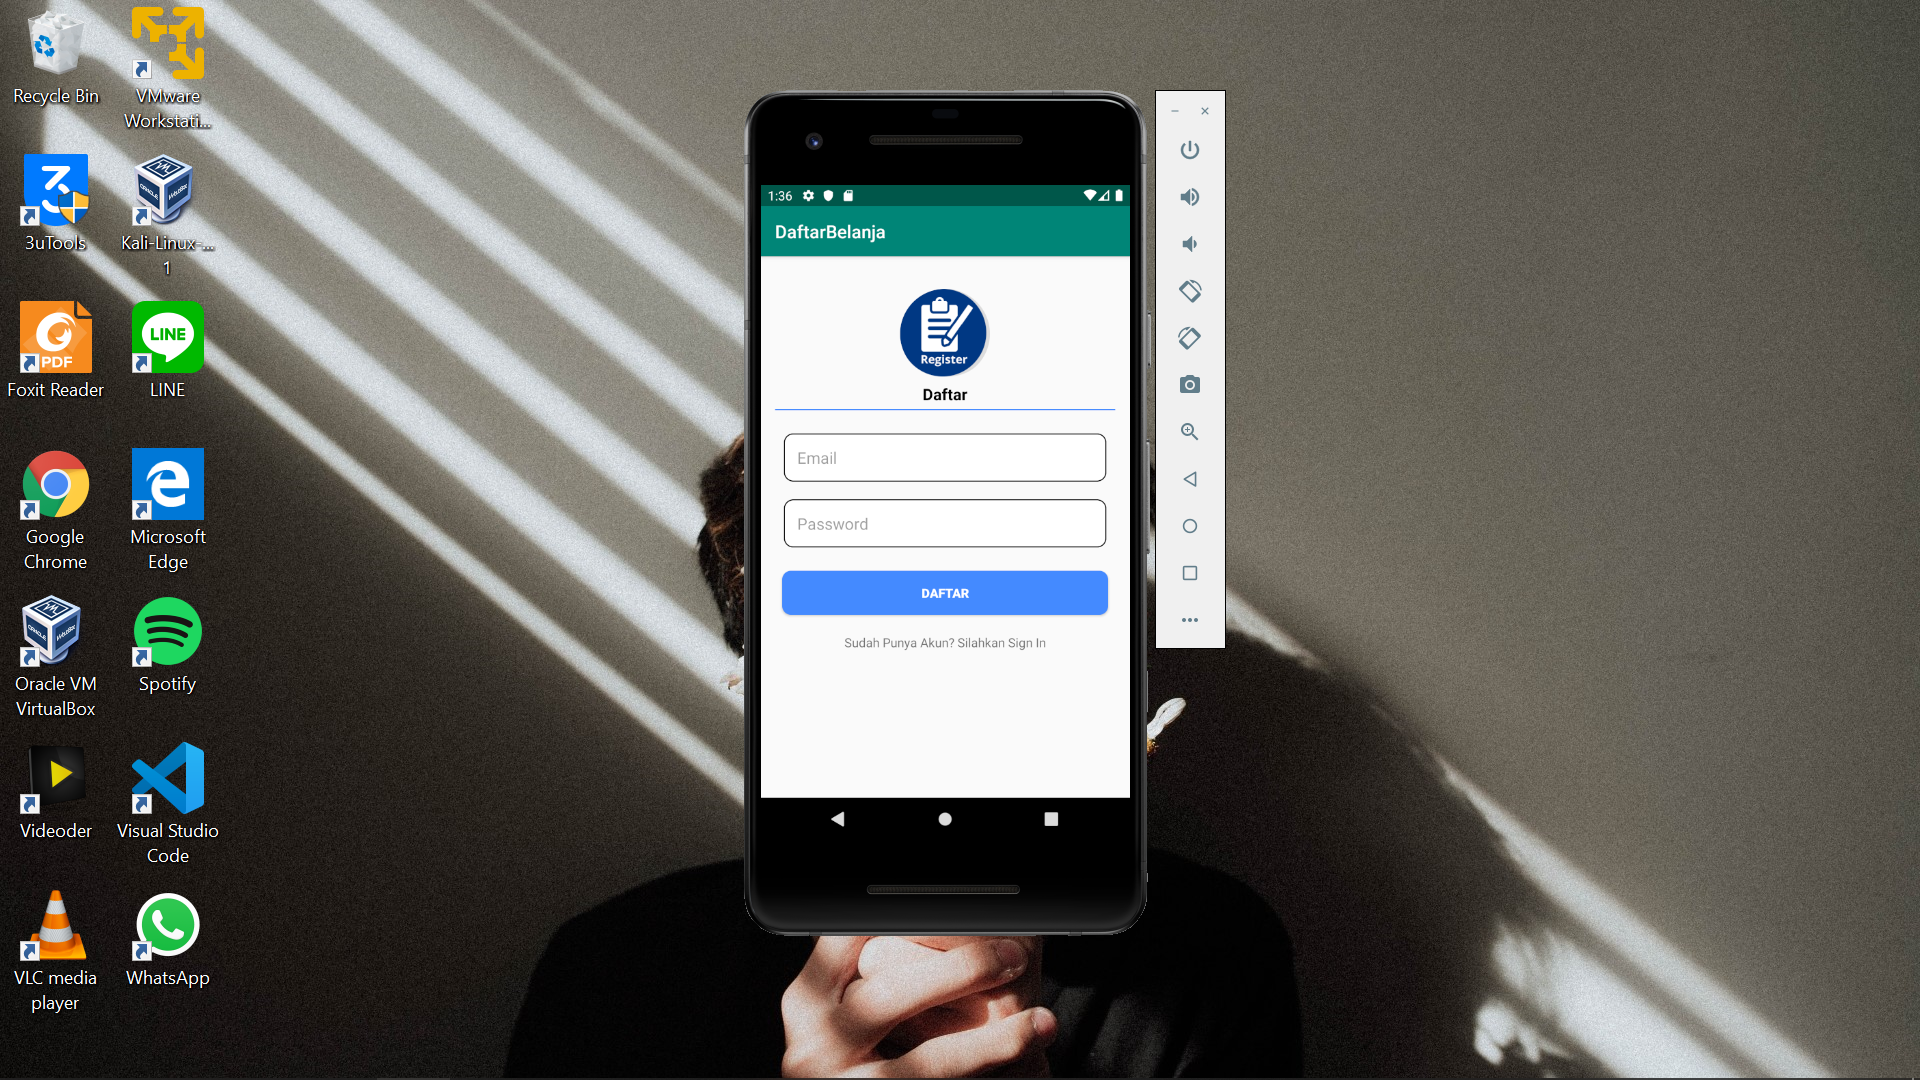 Recycle Bin
VMware
Workstati...
3uTools
Kali-Linux-...
1
PDF
Foxit Reader
LINE
LINE
Google
Chrome
Microsoft
Edge
Oracle VM
VirtualBox
Spotify
Videoder
Visual Studio
Code
VLC media
player
WhatsApp
1:36
DaftarBelanja
Register
Daftar
Email
Password
DAFTAR
Sudah Punya Akun? Silahkan Sign In